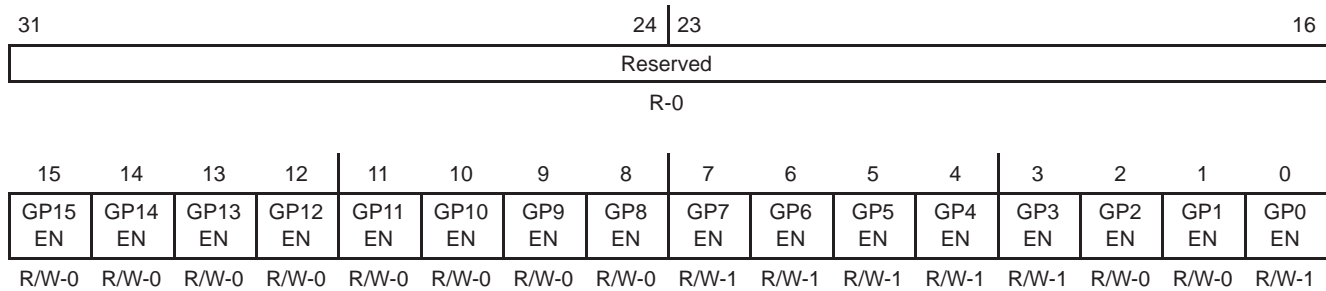 31 24 23 16
Reserved
R-0
15 14 13 12 11 10 9 8 7 6 5 4 3 2 1 0
GP15 GP14 GP13 GP12 GP11 GP10 GP9 GP8 GP7 GP6 GP5 GP4 GP3 GP2 GP1 GP0
EN EN EN EN EN EN EN EN EN EN EN EN EN EN EN EN
R/W-0 R/W-0 R/W-0 R/W-0 R/W-0 R/W-0 R/W-0 R/W-0 R/W-1 R/W-1 R/W-1 R/W-1 R/W-1 R/W-0 R/W-0 R/W-1